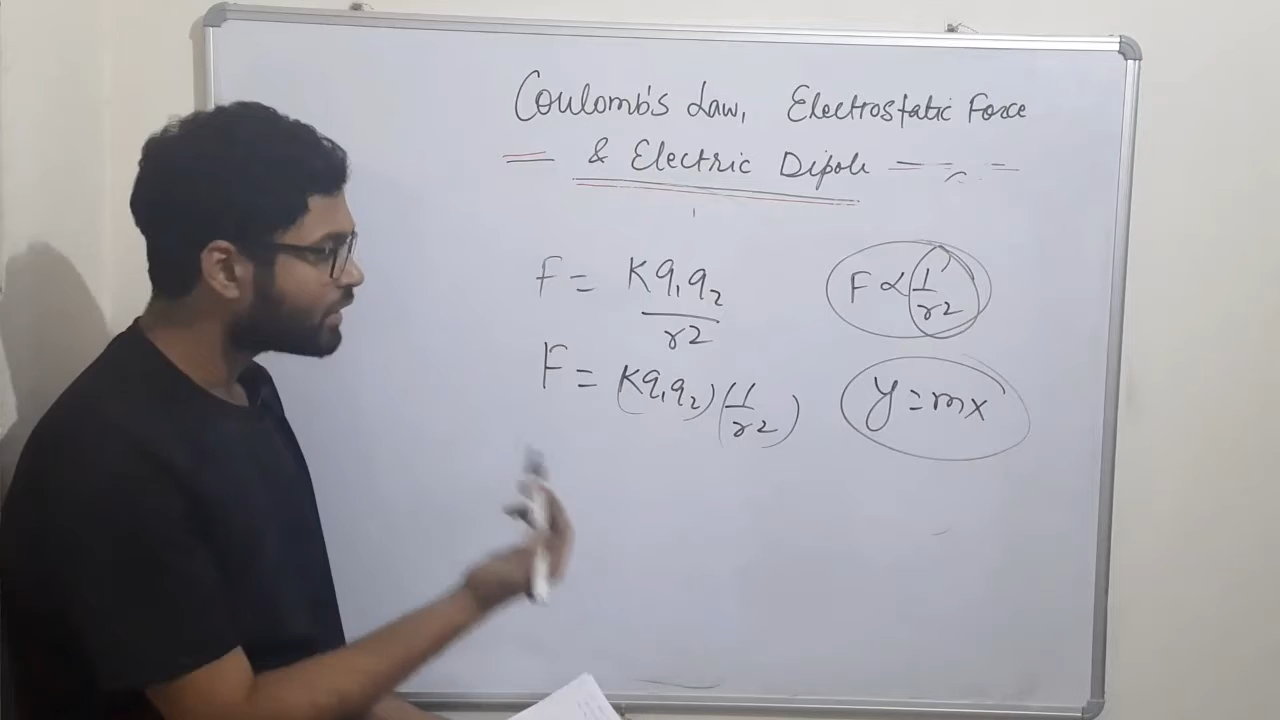 Coulomb's Law, Electrostatic Force
= & Electric Dipole = =
F = Kq₁q₂/r2
F ∝ 1/r2
F = (Kq₁q₂)(1/r2)
y = mx